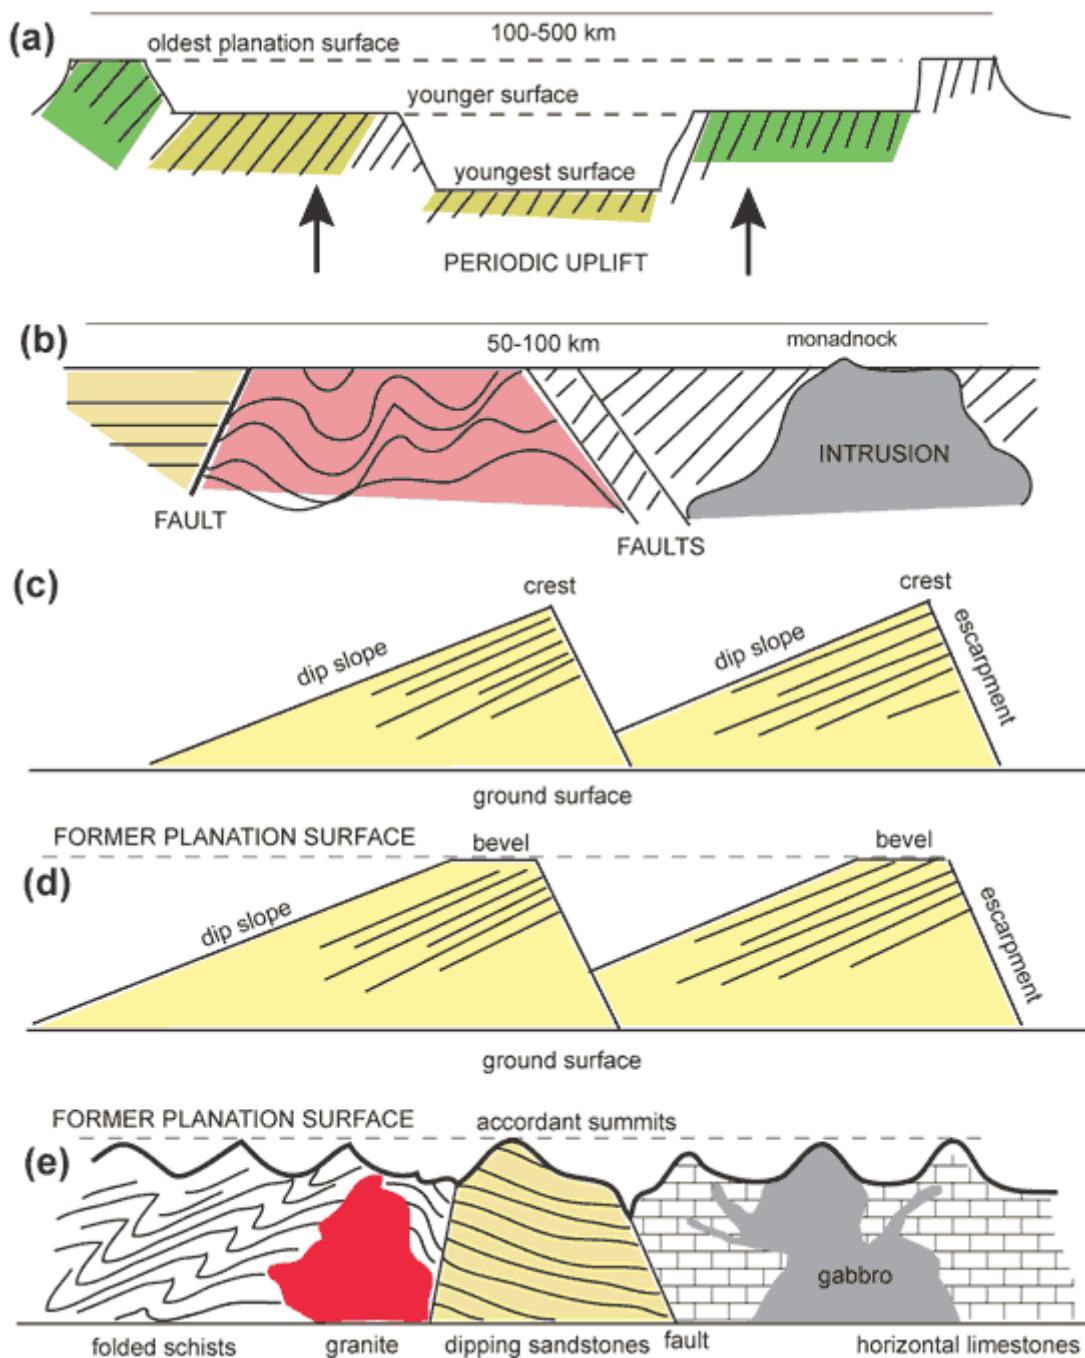 (a)
100-500 km
oldest planation surface
younger surface
youngest surface
PERIODIC UPLIFT
(b)
50-100 km
monadnock
INTRUSION
FAULT
FAULTS
(c)
crest
crest
dip slope
dip slope
escarpment
ground surface
FORMER PLANATION SURFACE
bevel
bevel
(d)
dip slope
escarpment
ground surface
FORMER PLANATION SURFACE
accordant summits
(e)
gabbro
folded schists
granite
dipping sandstones
fault
horizontal limestones